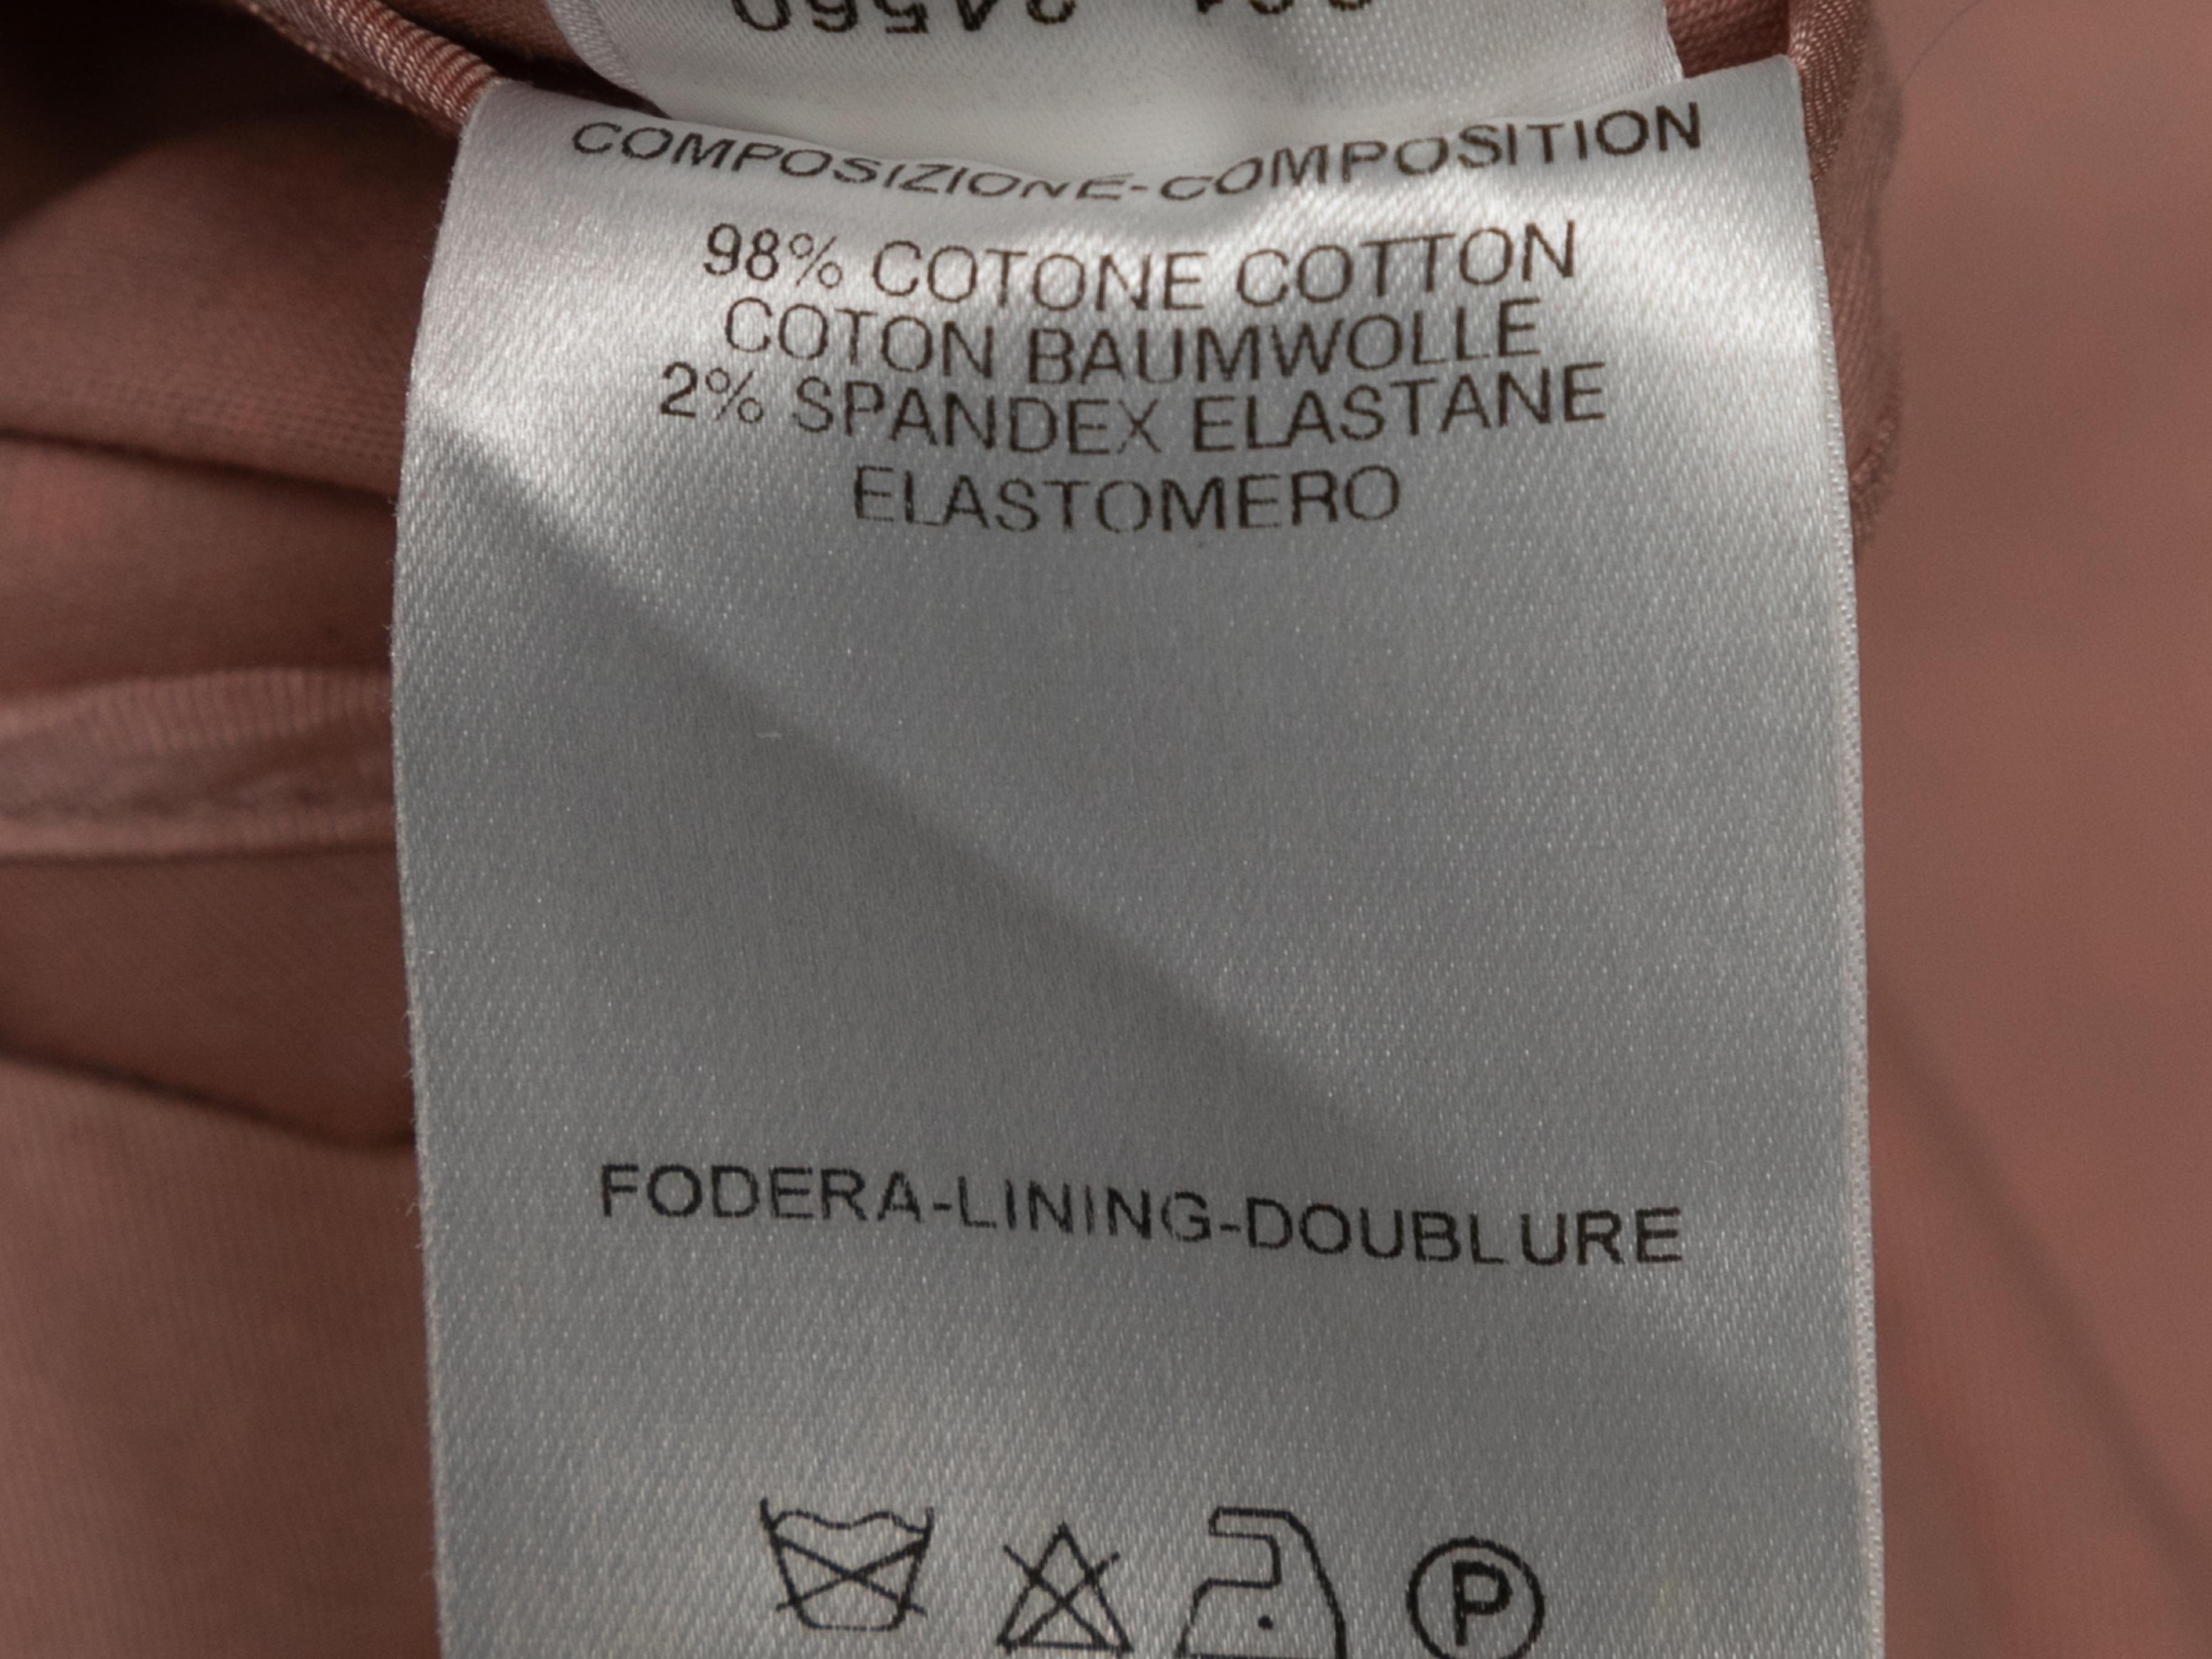 COMPOSIZIONE-COMPOSITION
98% COTONE COTTON
COTON BAUMWOLLE
2% SPANDEX ELASTANE
ELASTOMERO
FODERA-LINING-DOUBLURE
P